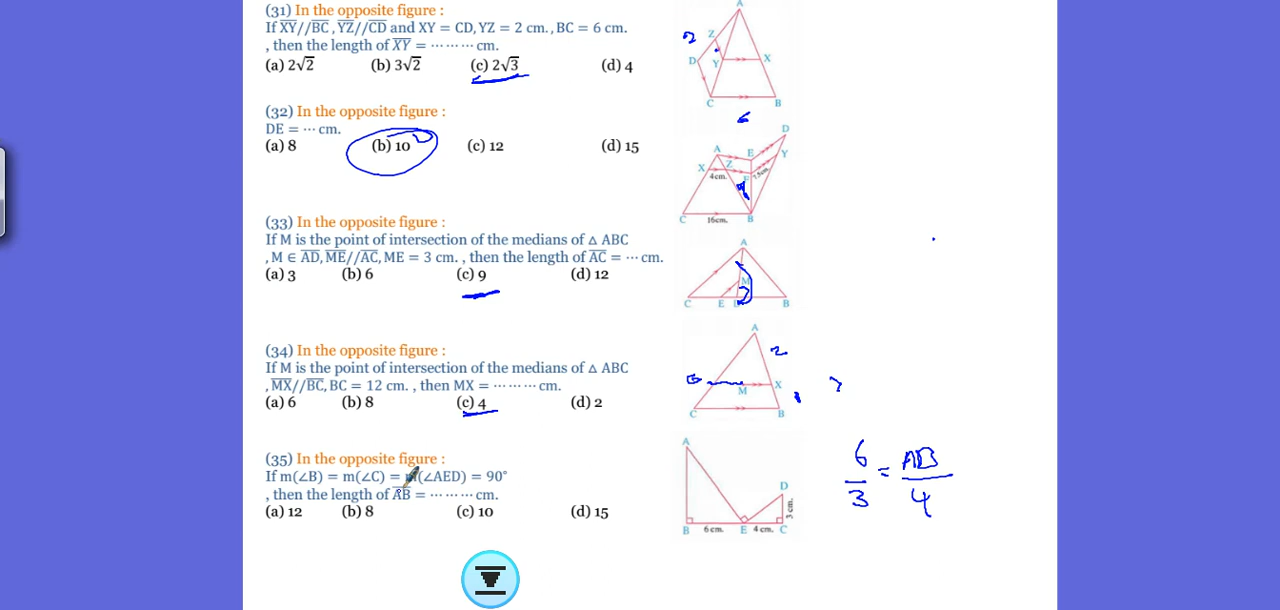 (31) In the opposite figure :
If XY//BC , YZ//CD and XY = CD, YZ = 2 cm. , BC = 6 cm.
, then the length of XY = ········· cm.
(a) 2√2 (b) 3√2 (c) 2√3 (d) 4
A
2
Z
D
Y
X
C
B
6
(32) In the opposite figure :
DE = ··· cm.
(a) 8 (b) 10 (c) 12 (d) 15
D
A
E
Y
Z
X
4cm.
F
7.5cm.
C
16cm.
B
(33) In the opposite figure :
If M is the point of intersection of the medians of △ ABC
, M ∈ AD, ME//AC, ME = 3 cm. , then the length of AC = ··· cm.
(a) 3 (b) 6 (c) 9 (d) 12
A
M
C
E
B
(34) In the opposite figure :
If M is the point of intersection of the medians of △ ABC
, MX//BC, BC = 12 cm. , then MX = ········· cm.
(a) 6 (b) 8 (c) 4 (d) 2
A
2
M
X
C
B
(35) In the opposite figure :
If m(∠B) = m(∠C) = m(∠AED) = 90°
, then the length of AB = ········· cm.
(a) 12 (b) 8 (c) 10 (d) 15
A
D
3 cm.
B
6 cm.
E
4 cm.
C
6/3 = AB/4